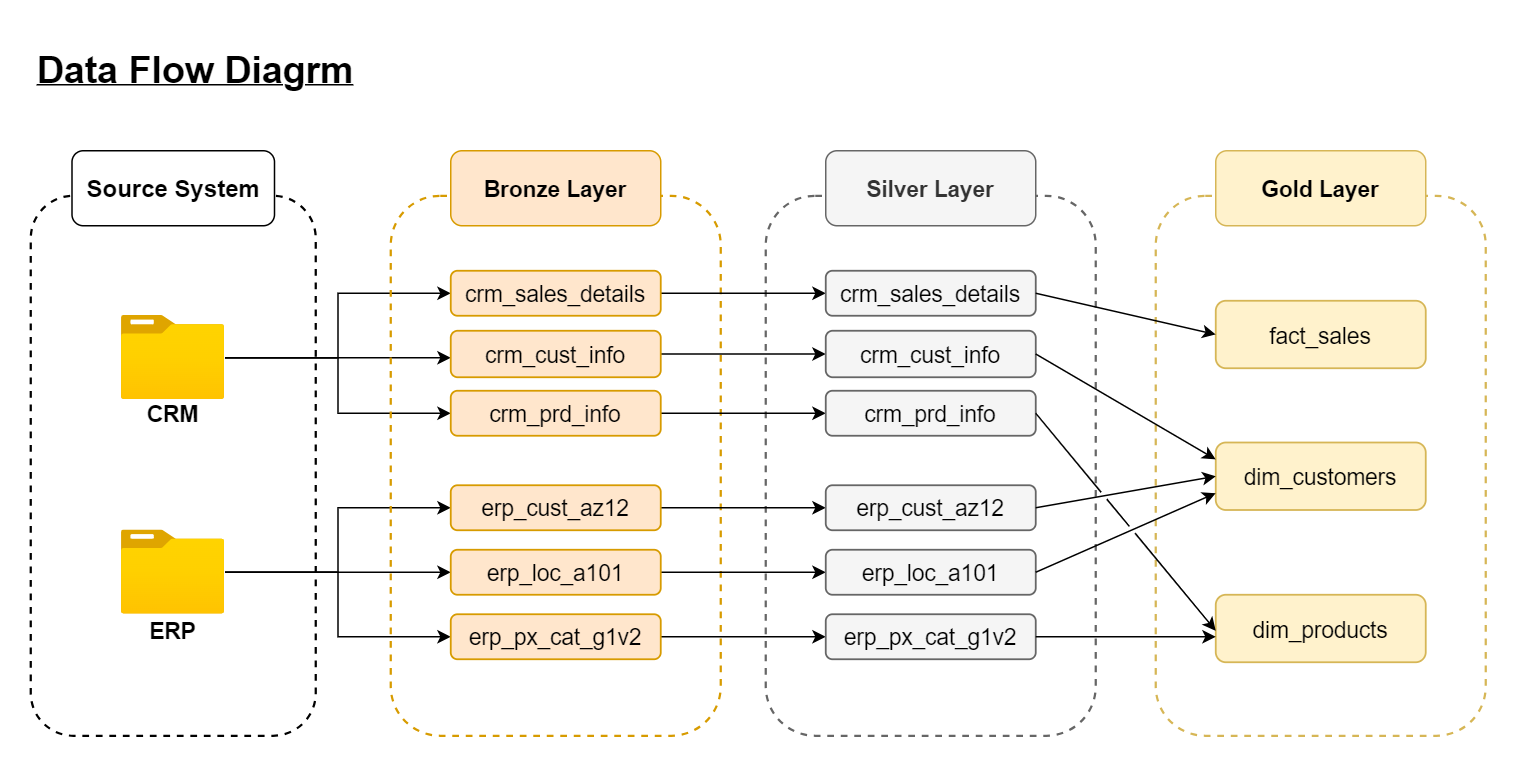 Data Flow Diagrm
Source System
Bronze Layer
Silver Layer
Gold Layer
CRM
ERP
crm_sales_details
crm_cust_info
crm_prd_info
erp_cust_az12
erp_loc_a101
erp_px_cat_g1v2
crm_sales_details
crm_cust_info
crm_prd_info
erp_cust_az12
erp_loc_a101
erp_px_cat_g1v2
fact_sales
dim_customers
dim_products